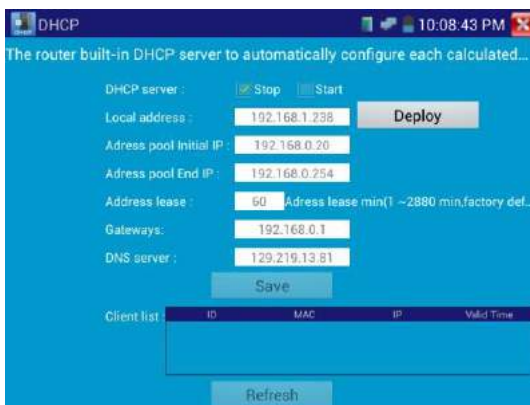 DHCP 10:08:43 PM
The router built-in DHCP server to automatically configure each calculated...
DHCP server : Stop Start
Local address : 192.168.1.238 Deploy
Adress pool Initial IP : 192.168.0.20
Adress pool End IP : 192.168.0.254
Address lease : 60 Adress lease min(1 ~2880 min,factory def...
Gateways: 192.168.0.1
DNS server : 129.219.13.81
Save
Client list : ID MAC IP Valid Time
Refresh